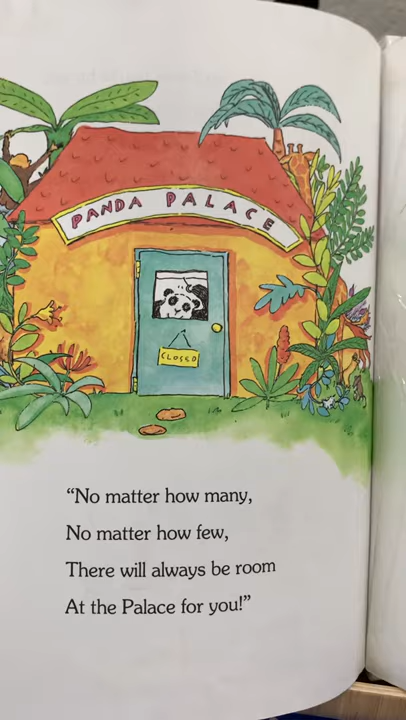 PANDA PALACE
CLOSED
“No matter how many,
No matter how few,
There will always be room
At the Palace for you!”